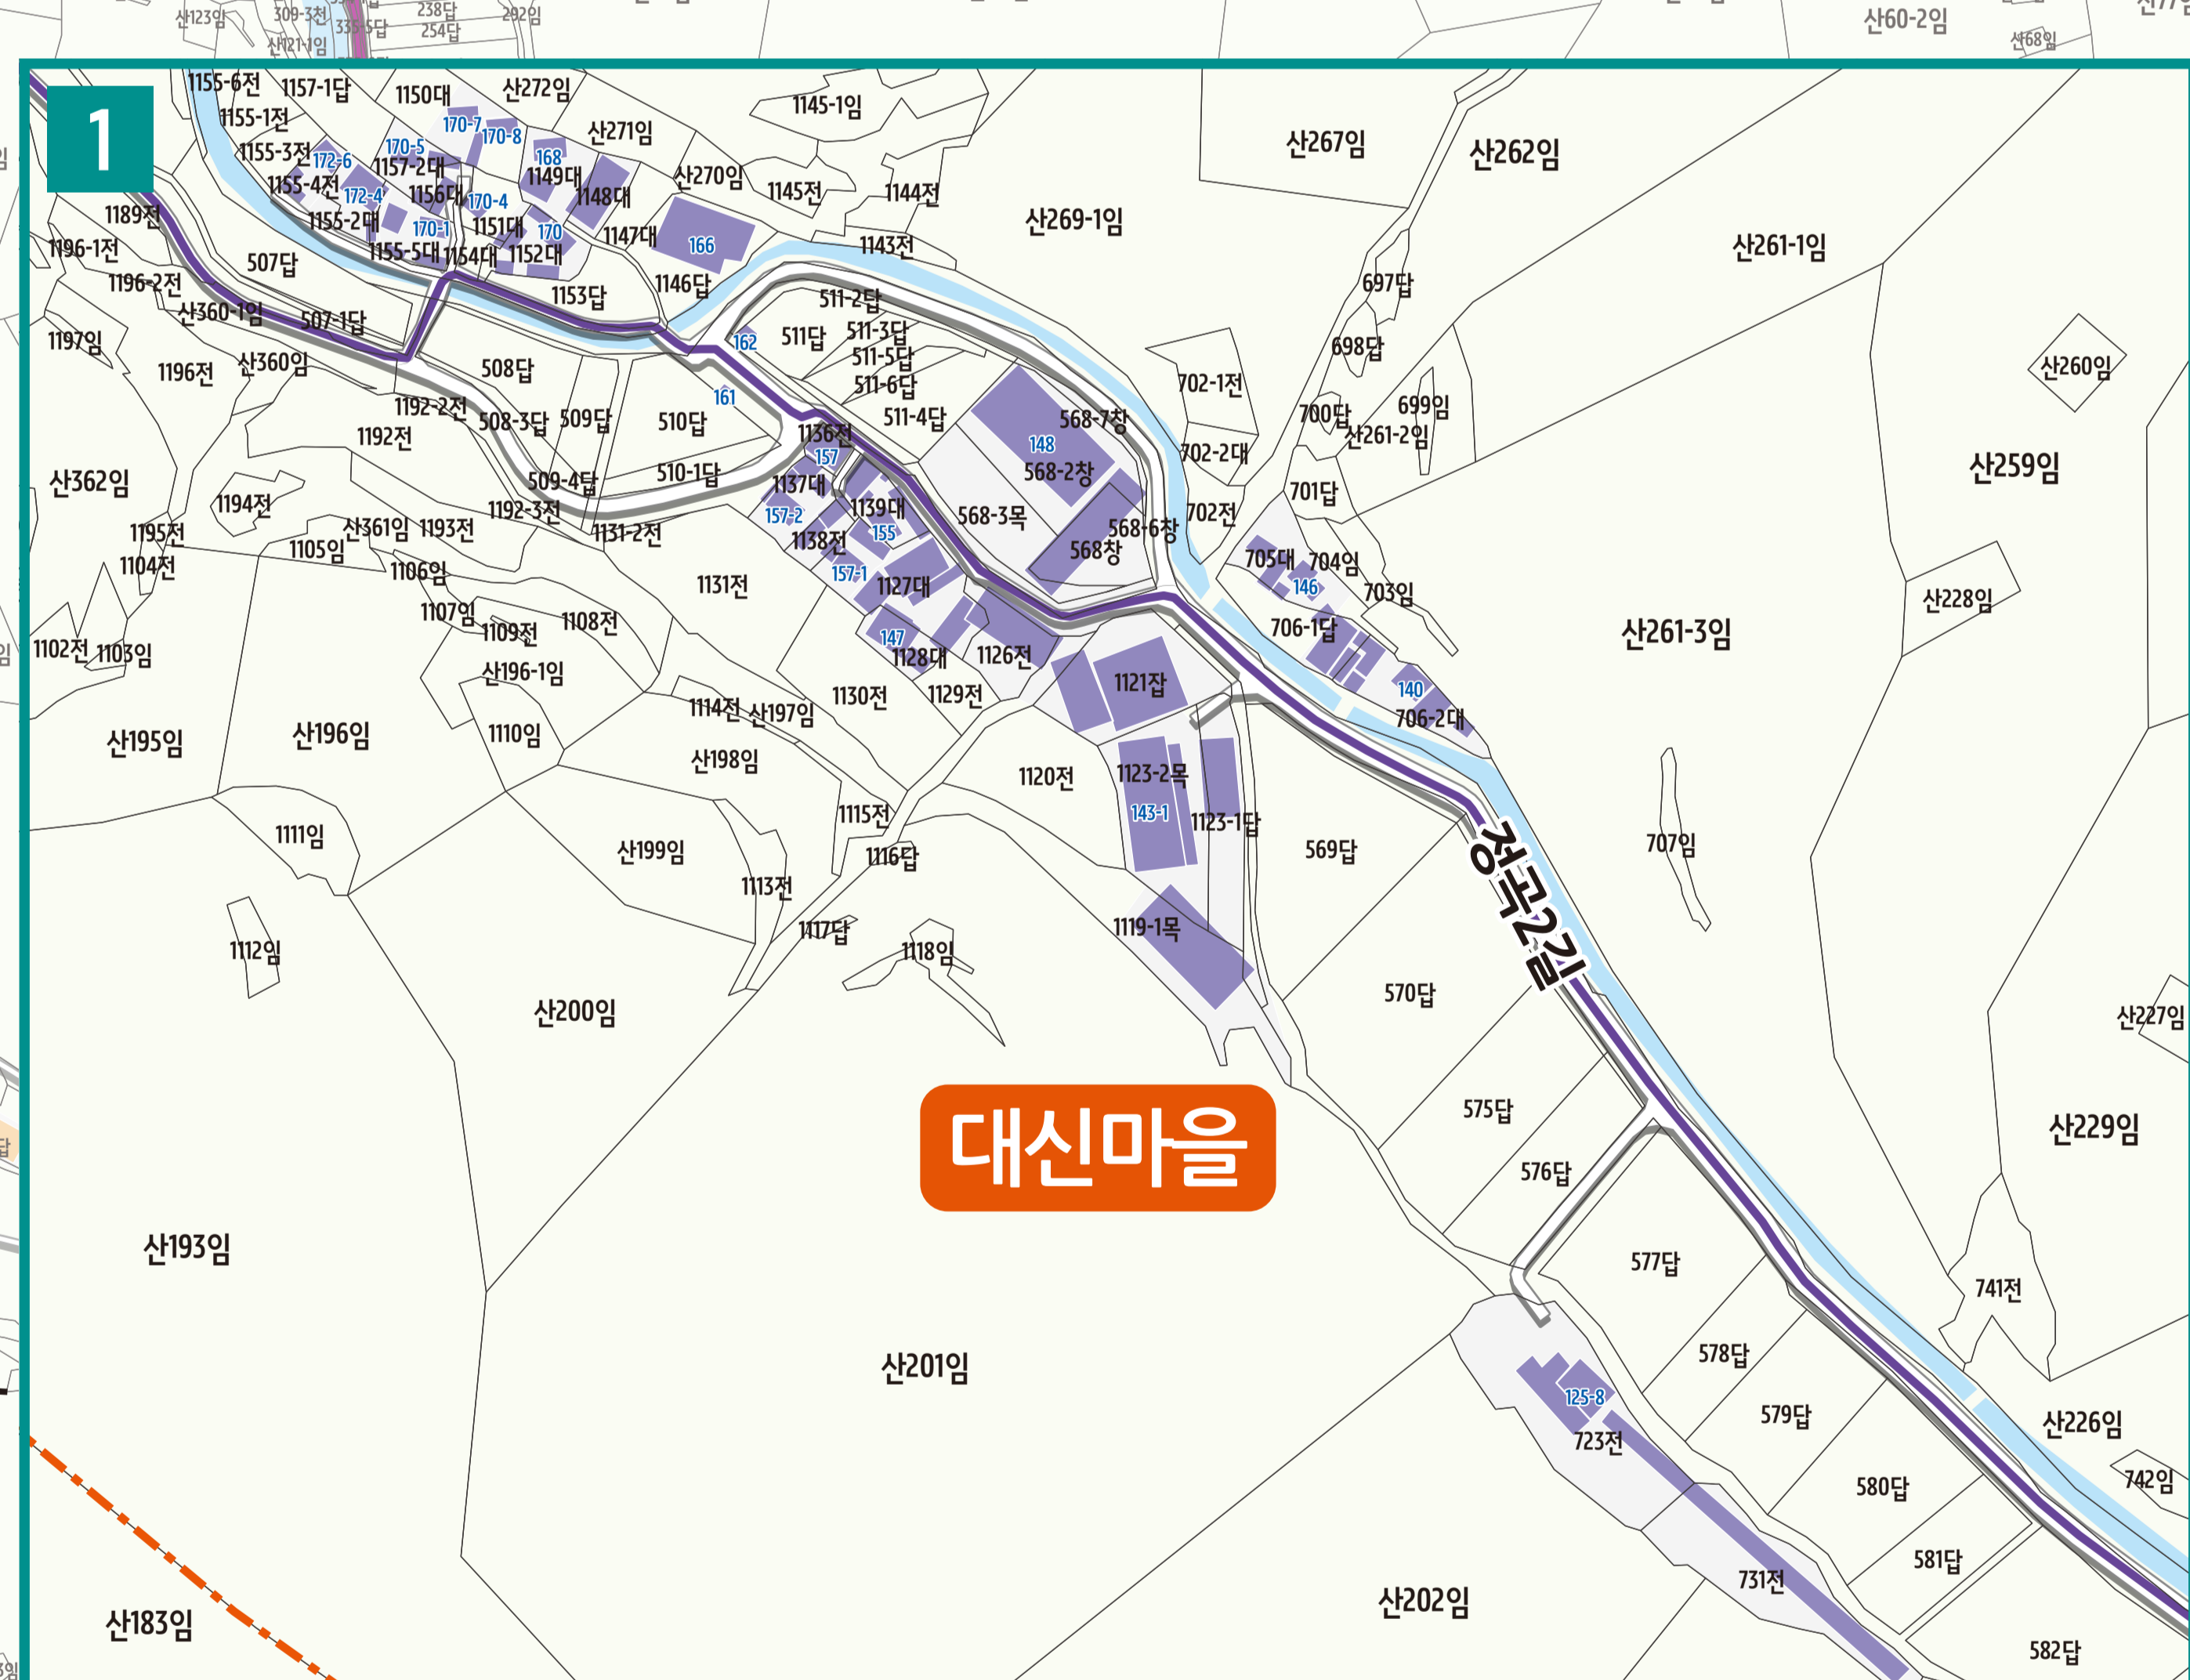 산123임
309-3천
335-5답
238답
254답
292임
산121-1임
산60-2임
산68임
1
1155-6전
1157-1답
1150대
산272임
1145-1임
1155-1전
170-7
170-8
산271임
산267임
산262임
1155-3전
172-6
170-5
1157-2대
168
1149대
산270임
1155-4전
172-4
1156대
170-4
1148대
1145전
1144전
1189전
1155-2대
170-1
1151대
170
1147대
166
산269-1임
1196-1전
507답
1155-5대
1154대
1152대
1143전
산261-1임
1196-2전
1153답
1146답
511-2답
697답
산360-1임
507-1답
162
511답
511-3답
1197임
698답
511-5답
산260임
1196전
산360임
508답
511-6답
702-1전
161
1192-2전
508-3답
509답
510답
511-4답
568-7창
700답
699임
1192전
1136전
산261-2임
148
157
702-2대
산362임
509-4답
510-1답
1137대
568-2창
산259임
701답
1194전
1192-3전
157-2
1139대
568-3목
702전
1195전
산361임
1193전
1131-2전
1138전
155
568-6창
1105임
568창
1104전
1106임
157-1
705대
704임
1131전
1127대
146
703임
산228임
1107임
1109전
1108전
706-1답
산261-3임
147
1102전
1103임
1128대
1126전
산196-1임
1121잡
140
1130전
1129전
1114전
산197임
706-2대
산195임
산196임
1110임
산198임
1120전
1123-2목
143-1
1115전
1123-1답
1111임
707임
산199임
1116답
569답
정곡2길
1113전
1117답
1119-1목
1112임
1118임
570답
산200임
산227임
575답
산229임
대신마을
576답
산193임
577답
741전
578답
산201임
125-8
579답
산226임
723전
742임
580답
581답
731전
산202임
산183임
582답